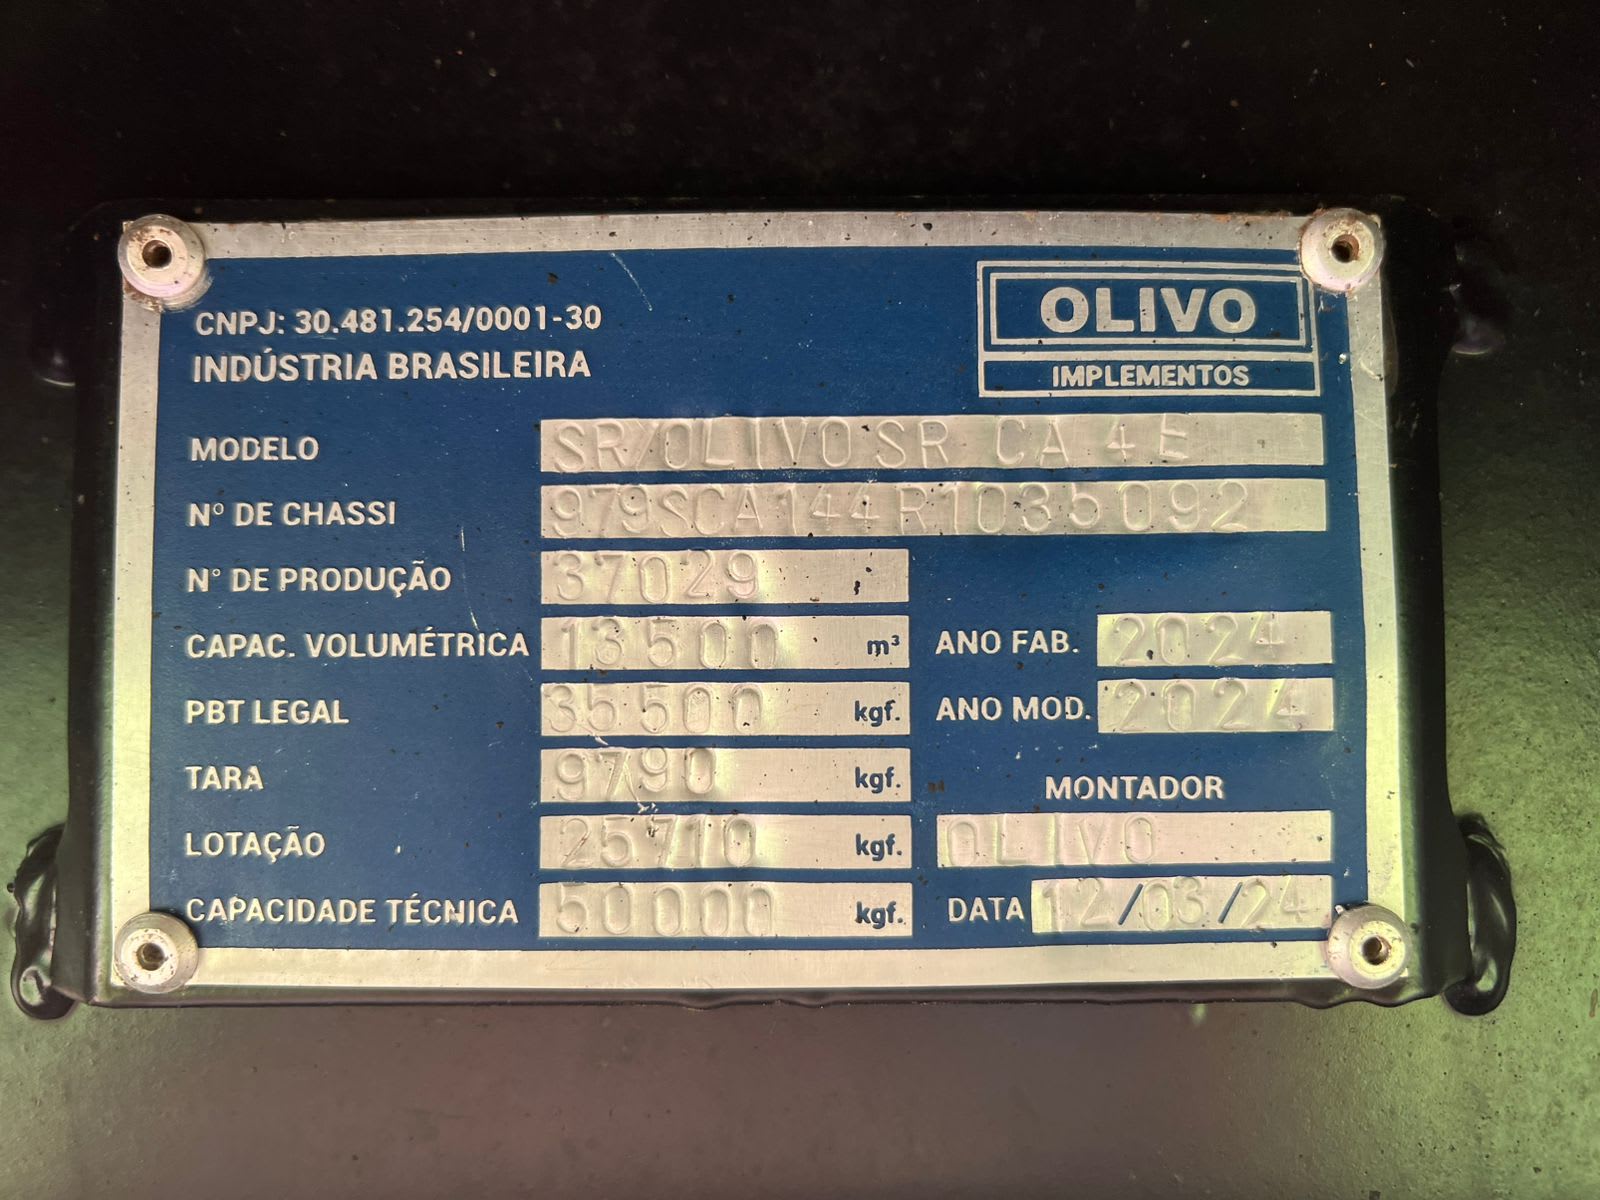 CNPJ: 30.481.254/0001-30
INDÚSTRIA BRASILEIRA
OLIVO
IMPLEMENTOS
MODELO SR/OLIVO SR CA 4E
Nº DE CHASSI 979SCA144R1035092
N° DE PRODUÇÃO 37029
CAPAC. VOLUMÉTRICA 13500 m³ ANO FAB. 2024
PBT LEGAL 35500 kgf. ANO MOD. 2024
TARA 9790 kgf. MONTADOR
LOTAÇÃO 25710 kgf. OLIVO
CAPACIDADE TÉCNICA 50000 kgf. DATA 12/03/24